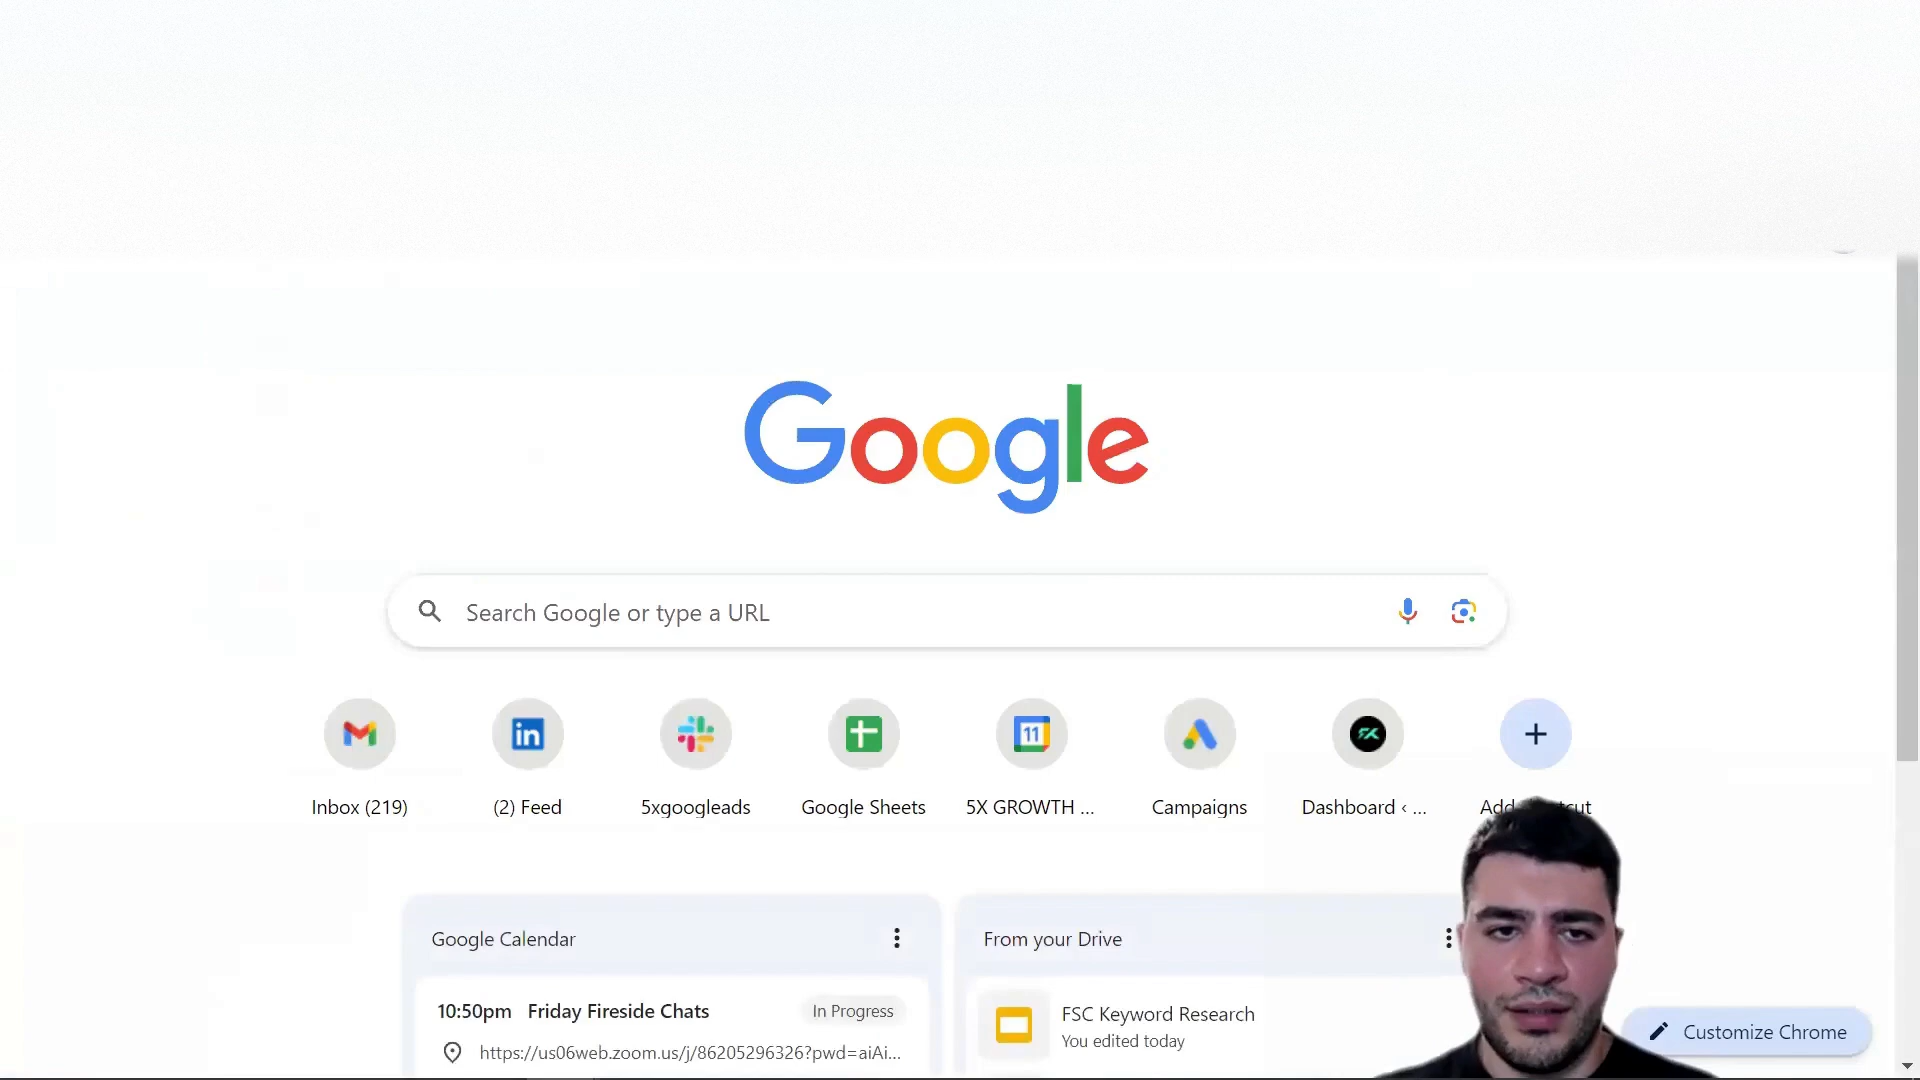 Google
Search Google or type a URL
Inbox (219)
(2) Feed
5xgoogleads
Google Sheets
11
5X GROWTH ...
Campaigns
Dashboard ‹ ...
Google Calendar
From your Drive
10:50pm Friday Fireside Chats In Progress
https://us06web.zoom.us/j/86205296326?pwd=aiAi...
FSC Keyword Research
You edited today
Customize Chrome